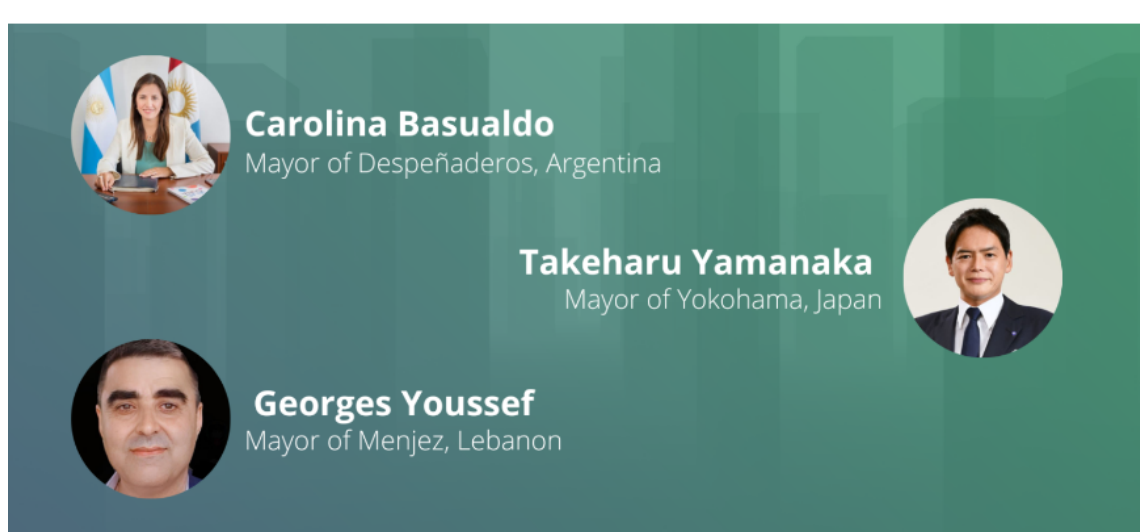 Carolina Basualdo
Mayor of Despeñaderos, Argentina
Takeharu Yamanaka
Mayor of Yokohama, Japan
Georges Youssef
Mayor of Menjez, Lebanon